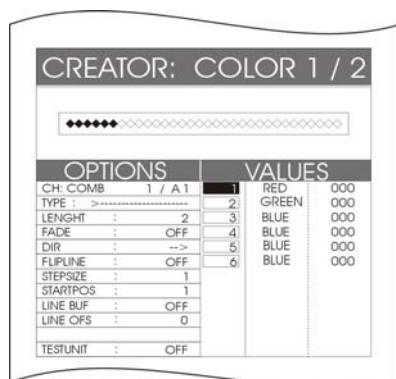 CREATOR: COLOR 1 / 2
OPTIONS
CH: COMB 1 / A1
TYPE : >----------------------
LENGHT : 2
FADE : OFF
DIR : -->
FLIPLINE : OFF
STEPSIZE : 1
STARTPOS : 1
LINE BUF : OFF
LINE OFS : 0
TESTUNIT : OFF
VALUES
1 RED 000
2 GREEN 000
3 BLUE 000
4 BLUE 000
5 BLUE 000
6 BLUE 000